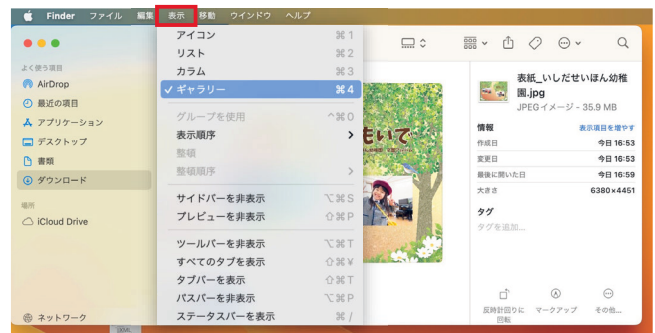 Finder ファイル 編集 表示 移動 ウインドウ ヘルプ
よく使う項目
AirDrop
最近の項目
アプリケーション
デスクトップ
書類
ダウンロード
場所
iCloud Drive
ネットワーク
アイコン ⌘1
リスト ⌘2
カラム ⌘3
✓ ギャラリー ⌘4
グループを使用 ^⌘0
表示順序 >
整頓
整頓順序 >
サイドバーを非表示 ⌥⌘S
プレビューを非表示 ⇧⌘P
ツールバーを非表示 ⌥⌘T
すべてのタブを表示 ⇧⌘¥
タブバーを表示 ⇧⌘T
パスバーを非表示 ⌥⌘P
ステータスバーを表示 ⌘/
もいで
表紙_いしだせいほん幼稚
園.jpg
JPEGイメージ - 35.9 MB
情報 表示項目を増やす
作成日 今日 16:53
変更日 今日 16:53
最後に開いた日 今日 16:59
大きさ 6380×4451
タグ
タグを追加...
反時計回りに
回転
マークアップ
その他...